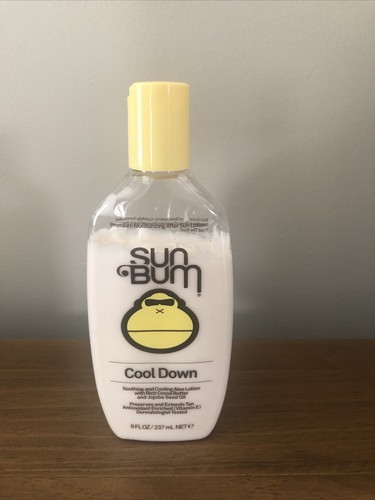 Premium Moisturizing After Sun Lotion
SUN
BUM
Cool Down
Soothing and Cooling Aloe Lotion
with Rich Cocoa Butter
and Jojoba Seed Oil
Preserves and Extends Tan
Antioxidant Enriched (Vitamin E)
Dermatologist Tested
8 FL OZ / 237 mL NET ℮